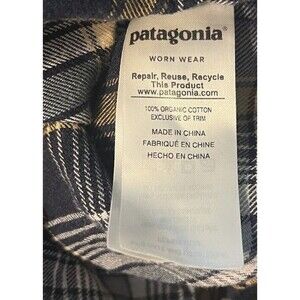 patagonia®
WORN WEAR
Repair, Reuse, Recycle
This Product
www.patagonia.com
100% ORGANIC COTTON
EXCLUSIVE OF TRIM
MADE IN CHINA
FABRIQUÉ EN CHINE
HECHO EN CHINA